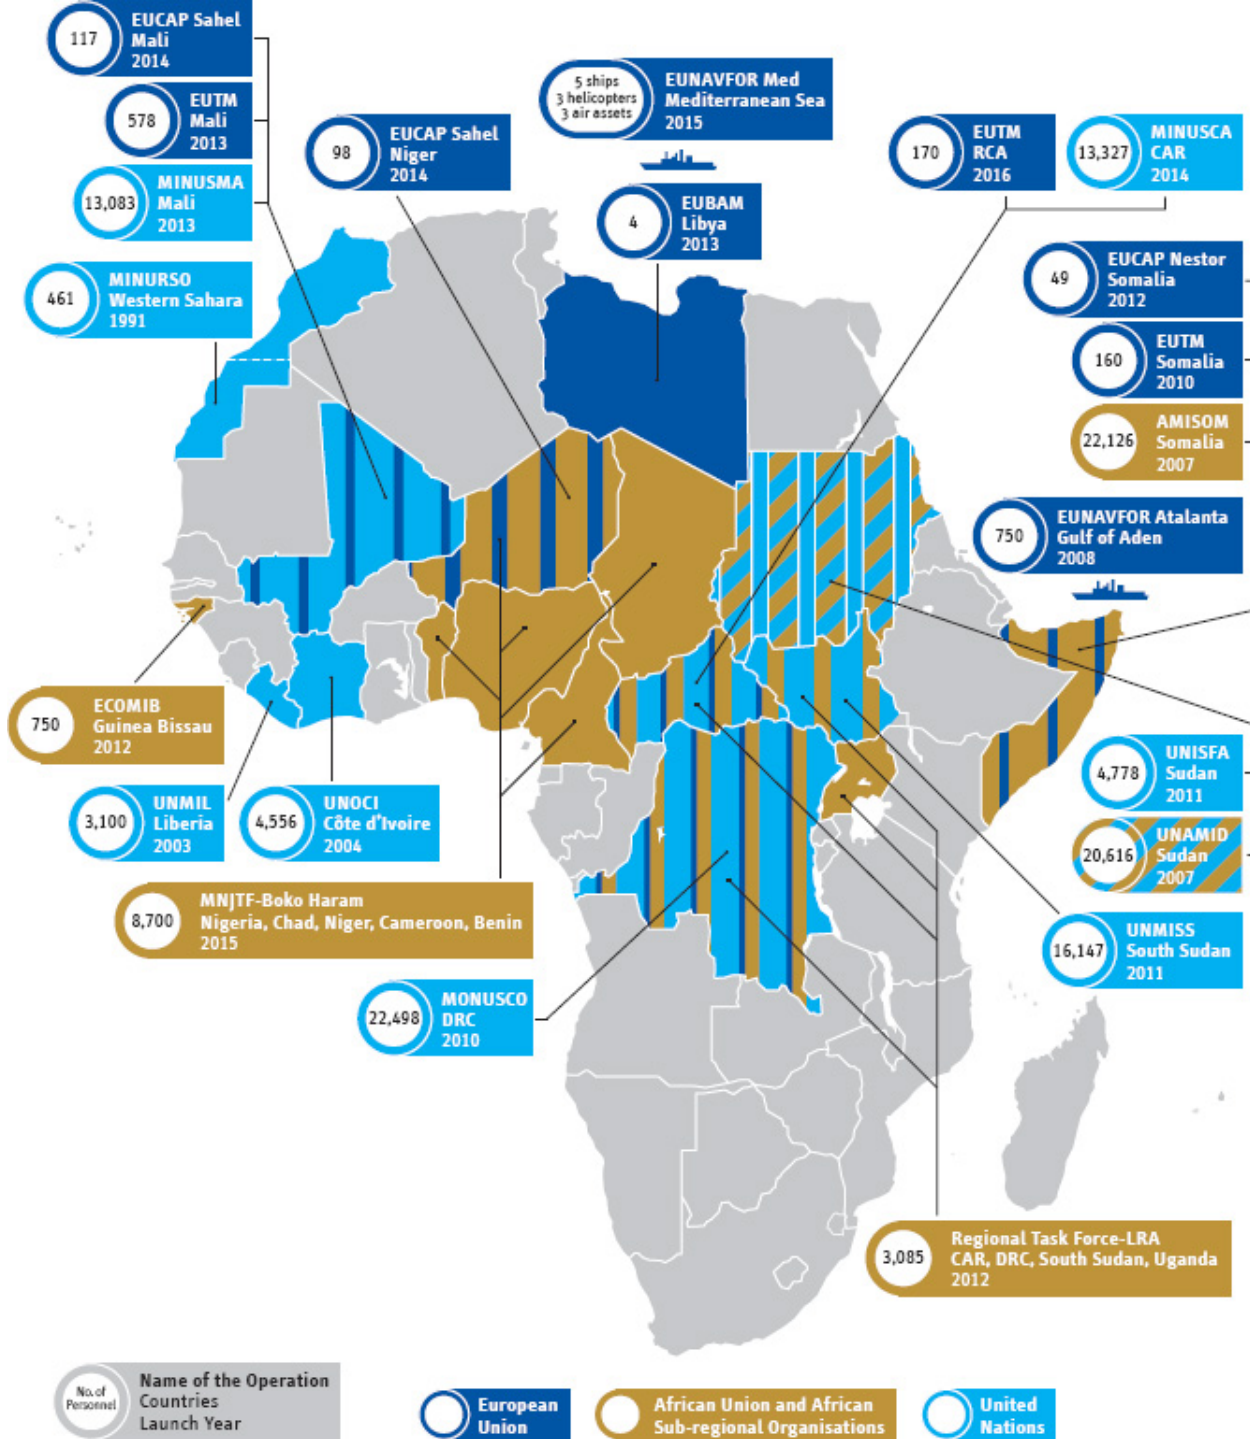 117
EUCAP Sahel
Mali
2014
578
EUTM
Mali
2013
13,083
MINUSMA
Mali
2013
461
MINURSO
Western Sahara
1991
98
EUCAP Sahel
Niger
2014
5 ships
3 helicopters
3 air assets
EUNAVFOR Med
Mediterranean Sea
2015
4
EUBAM
Libya
2013
170
EUTM
RCA
2016
13,327
MINUSCA
CAR
2014
49
EUCAP Nestor
Somalia
2012
160
EUTM
Somalia
2010
22,126
AMISOM
Somalia
2007
750
EUNAVFOR Atalanta
Gulf of Aden
2008
750
ECOMIB
Guinea Bissau
2012
3,100
UNMIL
Liberia
2003
4,556
UNOCI
Côte d'Ivoire
2004
8,700
MNJTF-Boko Haram
Nigeria, Chad, Niger, Cameroon, Benin
2015
22,498
MONUSCO
DRC
2010
4,778
UNISFA
Sudan
2011
20,616
UNAMID
Sudan
2007
16,147
UNMISS
South Sudan
2011
3,085
Regional Task Force-LRA
CAR, DRC, South Sudan, Uganda
2012
No. of
Personnel
Name of the Operation
Countries
Launch Year
European
Union
African Union and African
Sub-regional Organisations
United
Nations